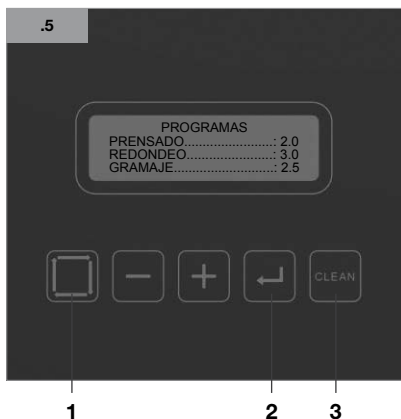 .5
PROGRAMAS
PRENSADO.......................: 2.0
REDONDEO......................: 3.0
GRAMAJE.........................: 2.5
CLEAN
1 2 3